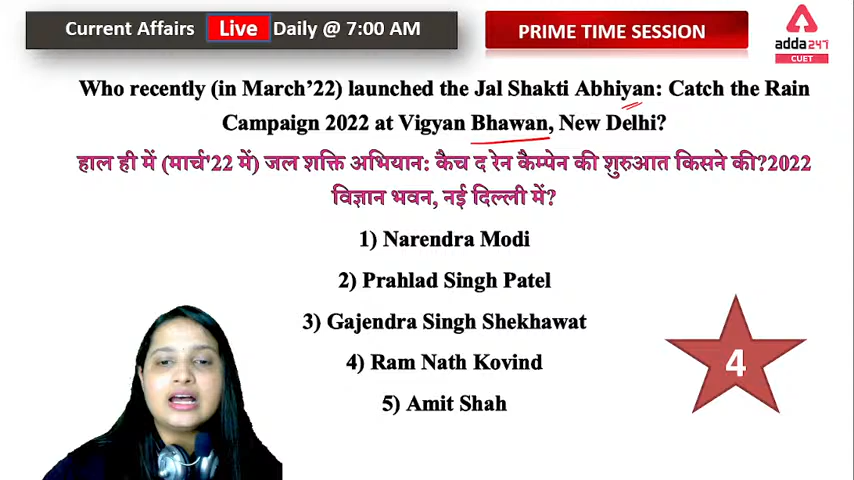 Current Affairs Live Daily @ 7:00 AM
PRIME TIME SESSION
adda247
CUET
Who recently (in March'22) launched the Jal Shakti Abhiyan: Catch the Rain
Campaign 2022 at Vigyan Bhawan, New Delhi?
हाल ही में (मार्च'22 में) जल शक्ति अभियान: कैच द रेन कैम्पेन की शुरुआत किसने की?2022
विज्ञान भवन, नई दिल्ली में?
1) Narendra Modi
2) Prahlad Singh Patel
3) Gajendra Singh Shekhawat
4) Ram Nath Kovind
5) Amit Shah
4